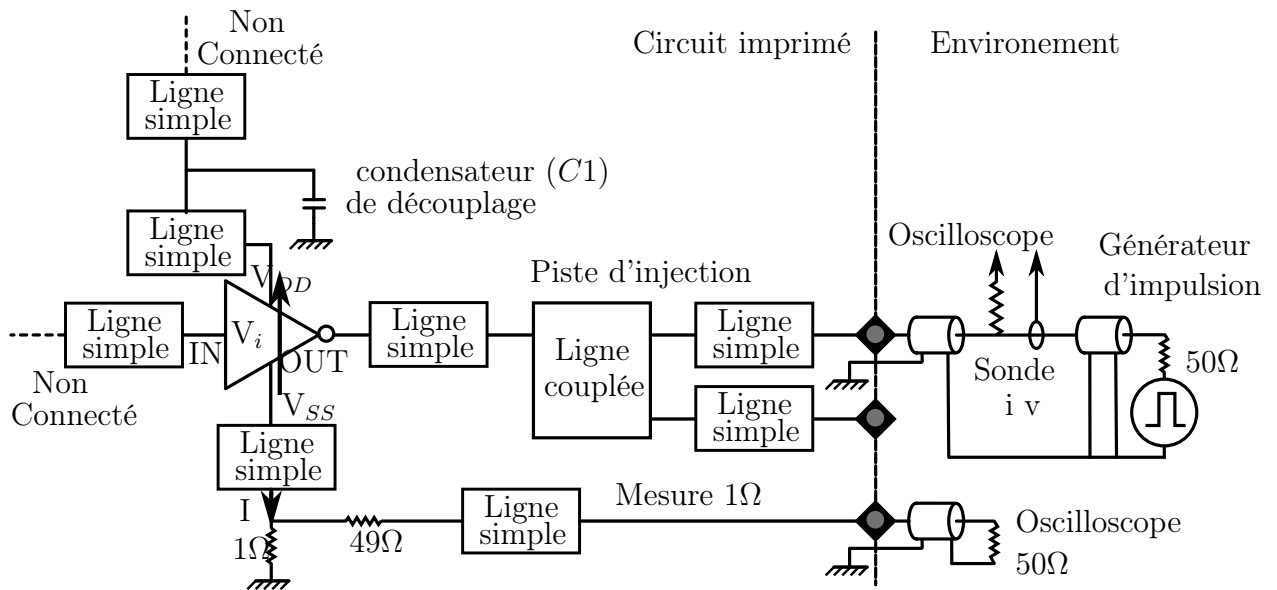 Non
Connecté
Circuit imprimé
Environement
Ligne
simple
condensateur (C1)
de découplage
Ligne
simple
Oscilloscope
Générateur
d'impulsion
V_DD
Piste d'injection
Ligne
simple
V_i
IN
OUT
Ligne
simple
Ligne
couplée
Ligne
simple
Sonde
i v
50Ω
Non
Connecté
V_SS
Ligne
simple
Ligne
simple
I
1Ω
49Ω
Ligne
simple
Mesure 1Ω
Oscilloscope
50Ω